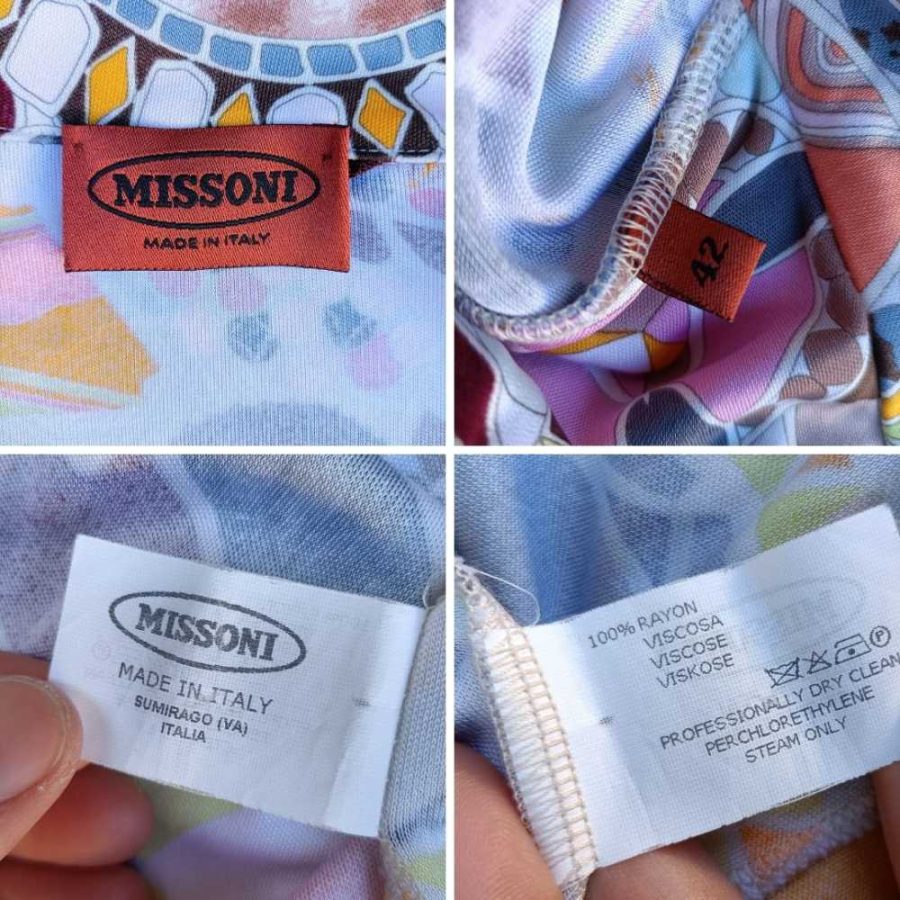 MISSONI
MADE IN ITALY
42
MISSONI
MADE IN ITALY
SUMIRAGO (VA)
ITALIA
100% RAYON
VISCOSA
VISCOSE
VISKOSE
P
PROFESSIONALLY DRY CLEAN
PERCHLORETHYLENE
STEAM ONLY